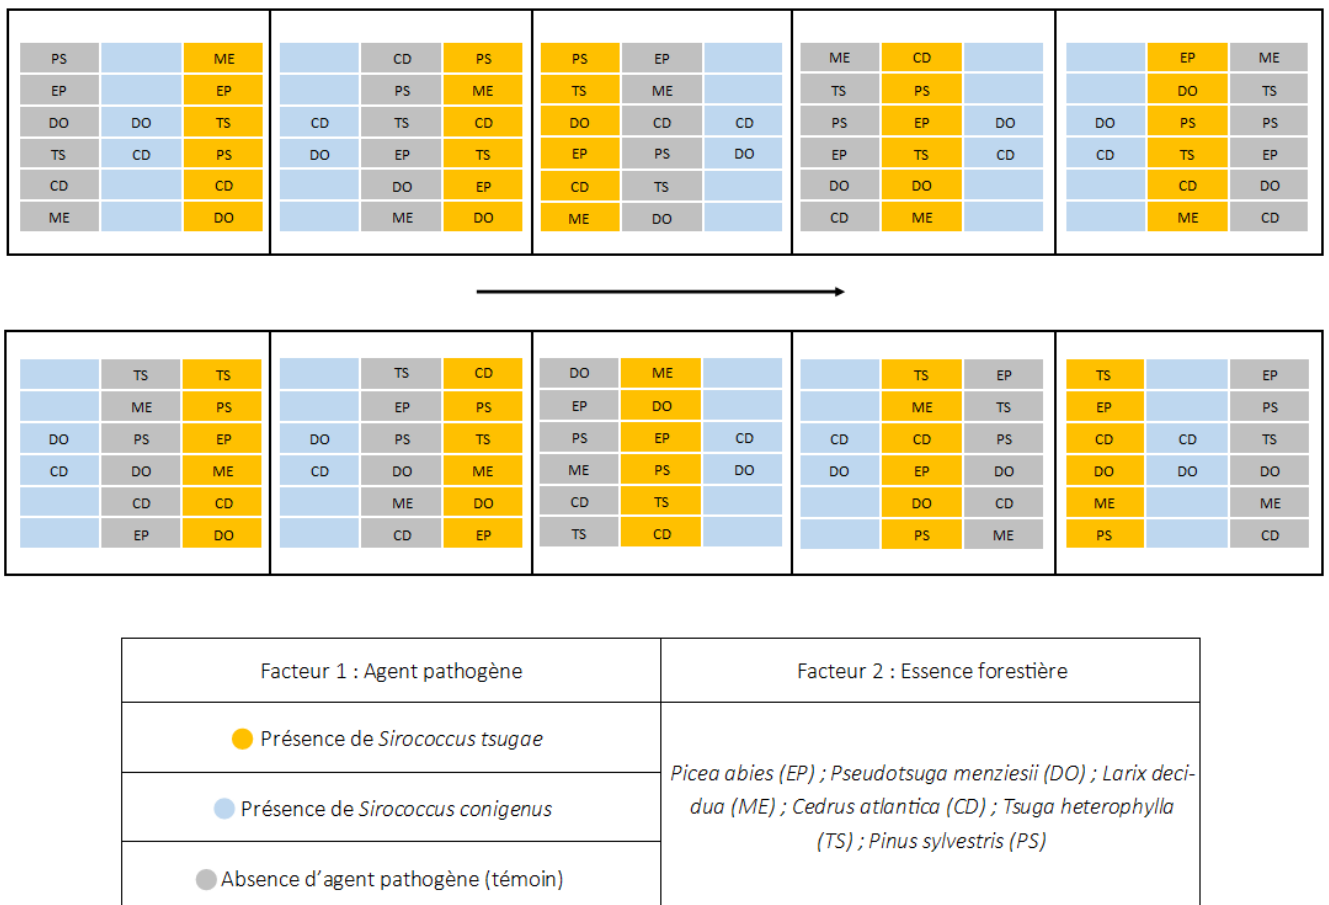 PS ME CD PS PS EP ME CD EP ME
EP EP PS ME TS ME TS PS DO TS
DO DO TS CD TS CD DO CD CD PS EP DO DO PS PS
TS CD PS DO EP TS EP PS DO EP TS CD CD TS EP
CD CD DO EP CD TS DO DO CD DO
ME DO ME DO ME DO CD ME ME CD
TS TS TS CD DO ME TS EP TS EP
ME PS EP PS EP DO ME TS EP PS
DO PS EP DO PS TS PS EP CD CD CD PS CD CD TS
CD DO ME CD DO ME ME PS DO DO EP DO DO DO DO
CD CD ME DO CD TS DO CD ME ME
EP DO CD EP TS CD PS ME PS CD
Facteur 1 : Agent pathogène Facteur 2 : Essence forestière
Présence de Sirococcus tsugae
Présence de Sirococcus conigenus
Absence d’agent pathogène (témoin)
Picea abies (EP) ; Pseudotsuga menziesii (DO) ; Larix deci-
dua (ME) ; Cedrus atlantica (CD) ; Tsuga heterophylla
(TS) ; Pinus sylvestris (PS)